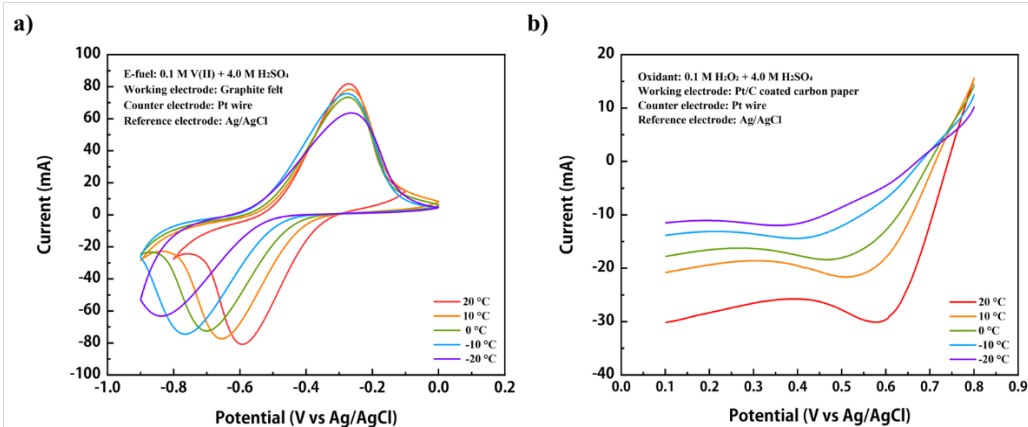 a)
E-fuel: 0.1 M V(II) + 4.0 M H₂SO₄
Working electrode: Graphite felt
Counter electrode: Pt wire
Reference electrode: Ag/AgCl
100
80
60
40
20
0
-20
-40
-60
-80
-100
Current (mA)
20 °C
10 °C
0 °C
-10 °C
-20 °C
-1.0 -0.8 -0.6 -0.4 -0.2 0.0 0.2
Potential (V vs Ag/AgCl)
b)
Oxidant: 0.1 M H₂O₂ + 4.0 M H₂SO₄
Working electrode: Pt/C coated carbon paper
Counter electrode: Pt wire
Reference electrode: Ag/AgCl
20
10
0
-10
-20
-30
-40
Current (mA)
20 °C
10 °C
0 °C
-10 °C
-20 °C
0.0 0.1 0.2 0.3 0.4 0.5 0.6 0.7 0.8 0.9
Potential (V vs Ag/AgCl)